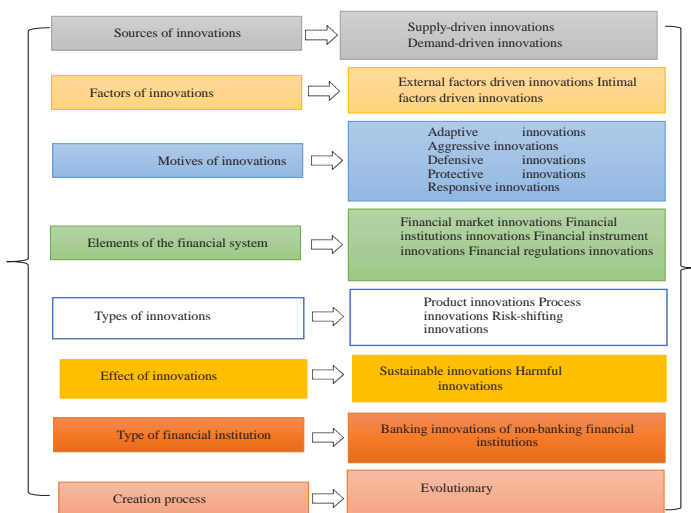 Sources of innovations
Supply-driven innovations
Demand-driven innovations
Factors of innovations
External factors driven innovations Intimal
factors driven innovations
Motives of innovations
Adaptive innovations
Aggressive innovations
Defensive innovations
Protective innovations
Responsive innovations
Elements of the financial system
Financial market innovations Financial
institutions innovations Financial instrument
innovations Financial regulations innovations
Types of innovations
Product innovations Process
innovations Risk-shifting
innovations
Effect of innovations
Sustainable innovations Harmful
innovations
Type of financial institution
Banking innovations of non-banking financial
institutions
Creation process
Evolutionary